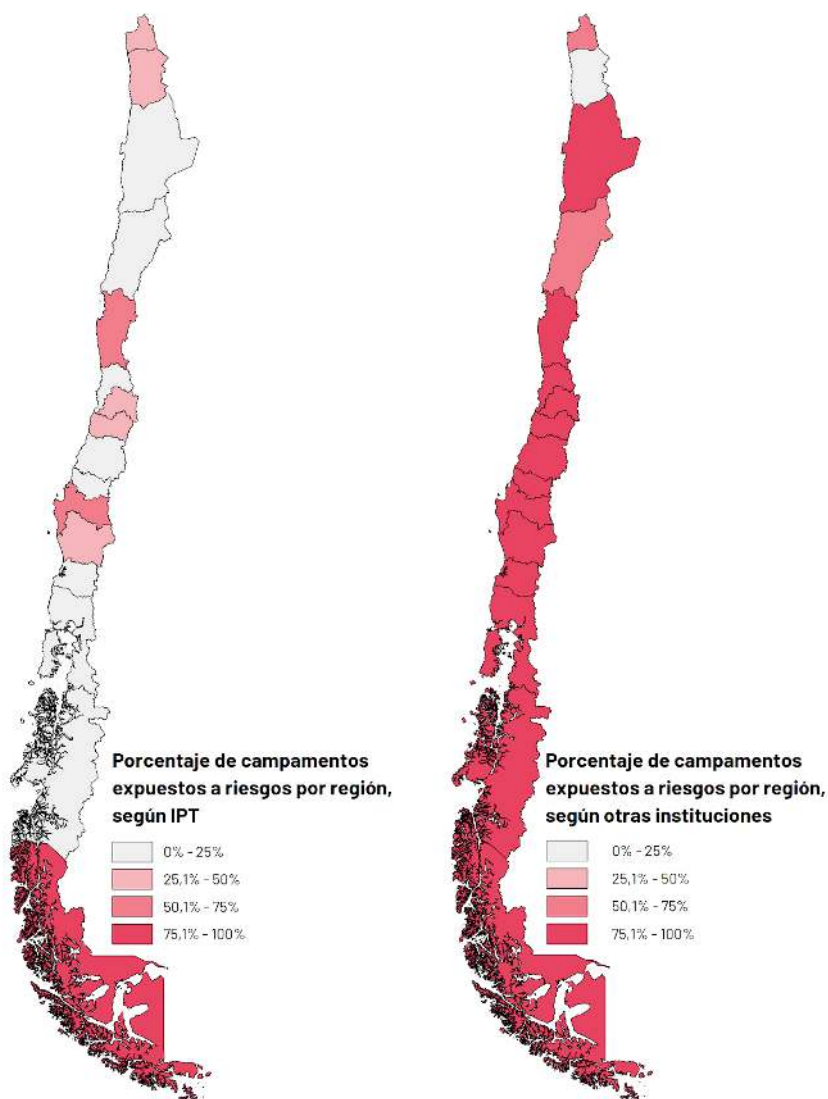 Porcentaje de campamentos
expuestos a riesgos por región,
según IPT
0% - 25%
25,1% - 50%
50,1% - 75%
75,1% - 100%
Porcentaje de campamentos
expuestos a riesgos por región,
según otras instituciones
0% - 25%
25,1% - 50%
50,1% - 75%
75,1% - 100%